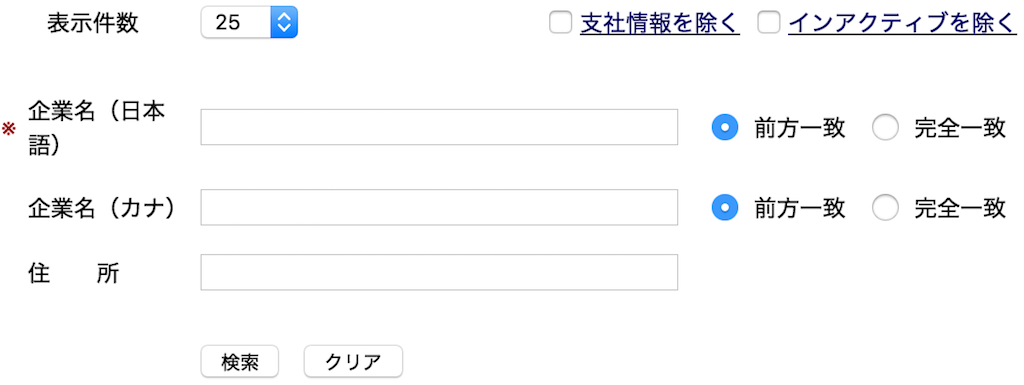 表示件数 25 支社情報を除く インアクティブを除く
※ 企業名（日本
語） 前方一致 完全一致
企業名（カナ） 前方一致 完全一致
住　　所
検索 クリア